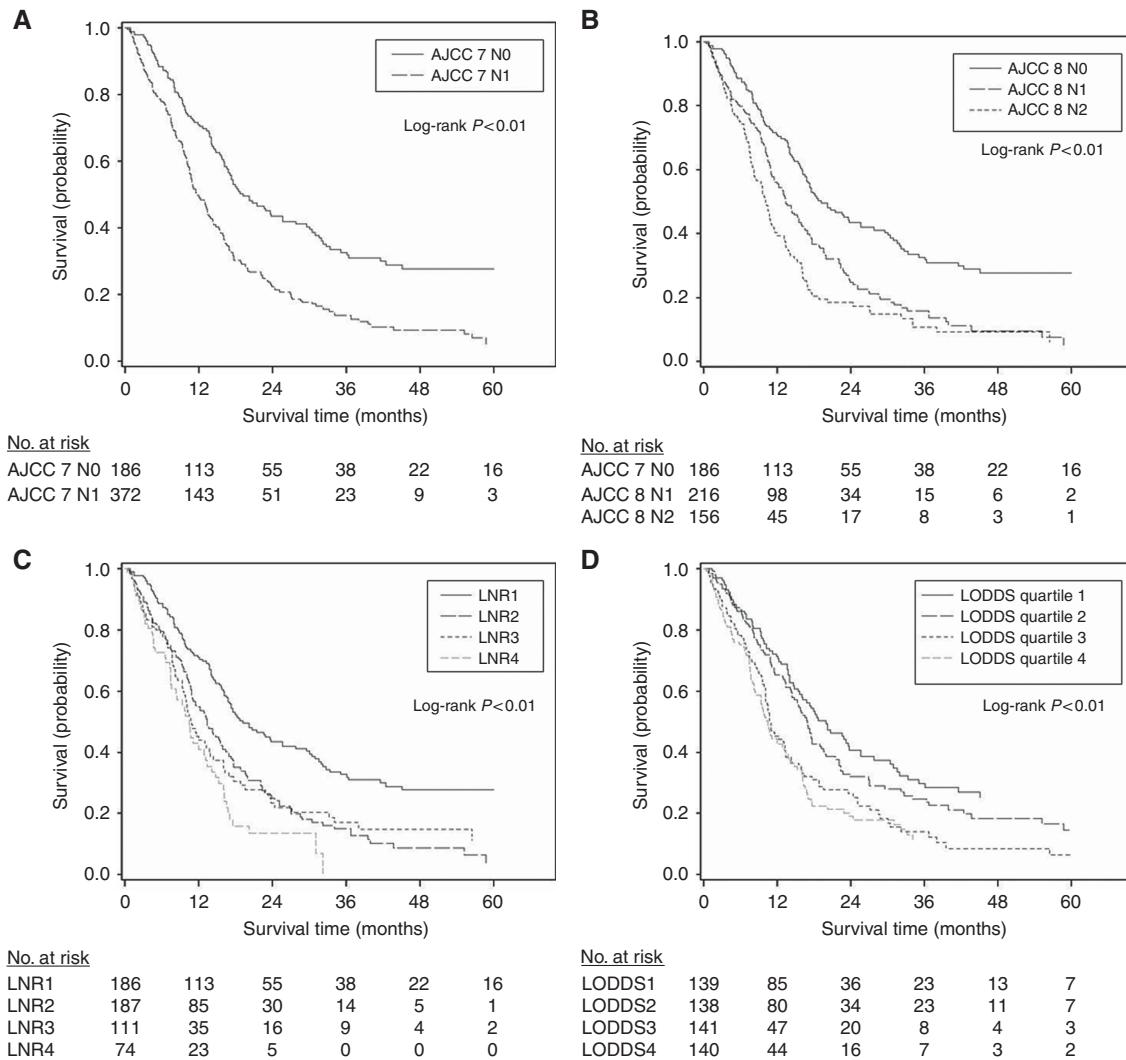 A
1.0
0.8
0.6
0.4
0.2
0.0
Survival (probability)
AJCC 7 N0
AJCC 7 N1
Log-rank P<0.01
0 12 24 36 48 60
Survival time (months)
No. at risk
AJCC 7 N0 186 113 55 38 22 16
AJCC 7 N1 372 143 51 23 9 3
B
1.0
0.8
0.6
0.4
0.2
0.0
Survival (probability)
AJCC 8 N0
AJCC 8 N1
AJCC 8 N2
Log-rank P<0.01
0 12 24 36 48 60
Survival time (months)
No. at risk
AJCC 7 N0 186 113 55 38 22 16
AJCC 8 N1 216 98 34 15 6 2
AJCC 8 N2 156 45 17 8 3 1
C
1.0
0.8
0.6
0.4
0.2
0.0
Survival (probability)
LNR1
LNR2
LNR3
LNR4
Log-rank P<0.01
0 12 24 36 48 60
Survival time (months)
No. at risk
LNR1 186 113 55 38 22 16
LNR2 187 85 30 14 5 1
LNR3 111 35 16 9 4 2
LNR4 74 23 5 0 0 0
D
1.0
0.8
0.6
0.4
0.2
0.0
Survival (probability)
LODDS quartile 1
LODDS quartile 2
LODDS quartile 3
LODDS quartile 4
Log-rank P<0.01
0 12 24 36 48 60
Survival time (months)
No. at risk
LODDS1 139 85 36 23 13 7
LODDS2 138 80 34 23 11 7
LODDS3 141 47 20 8 4 3
LODDS4 140 44 16 7 3 2